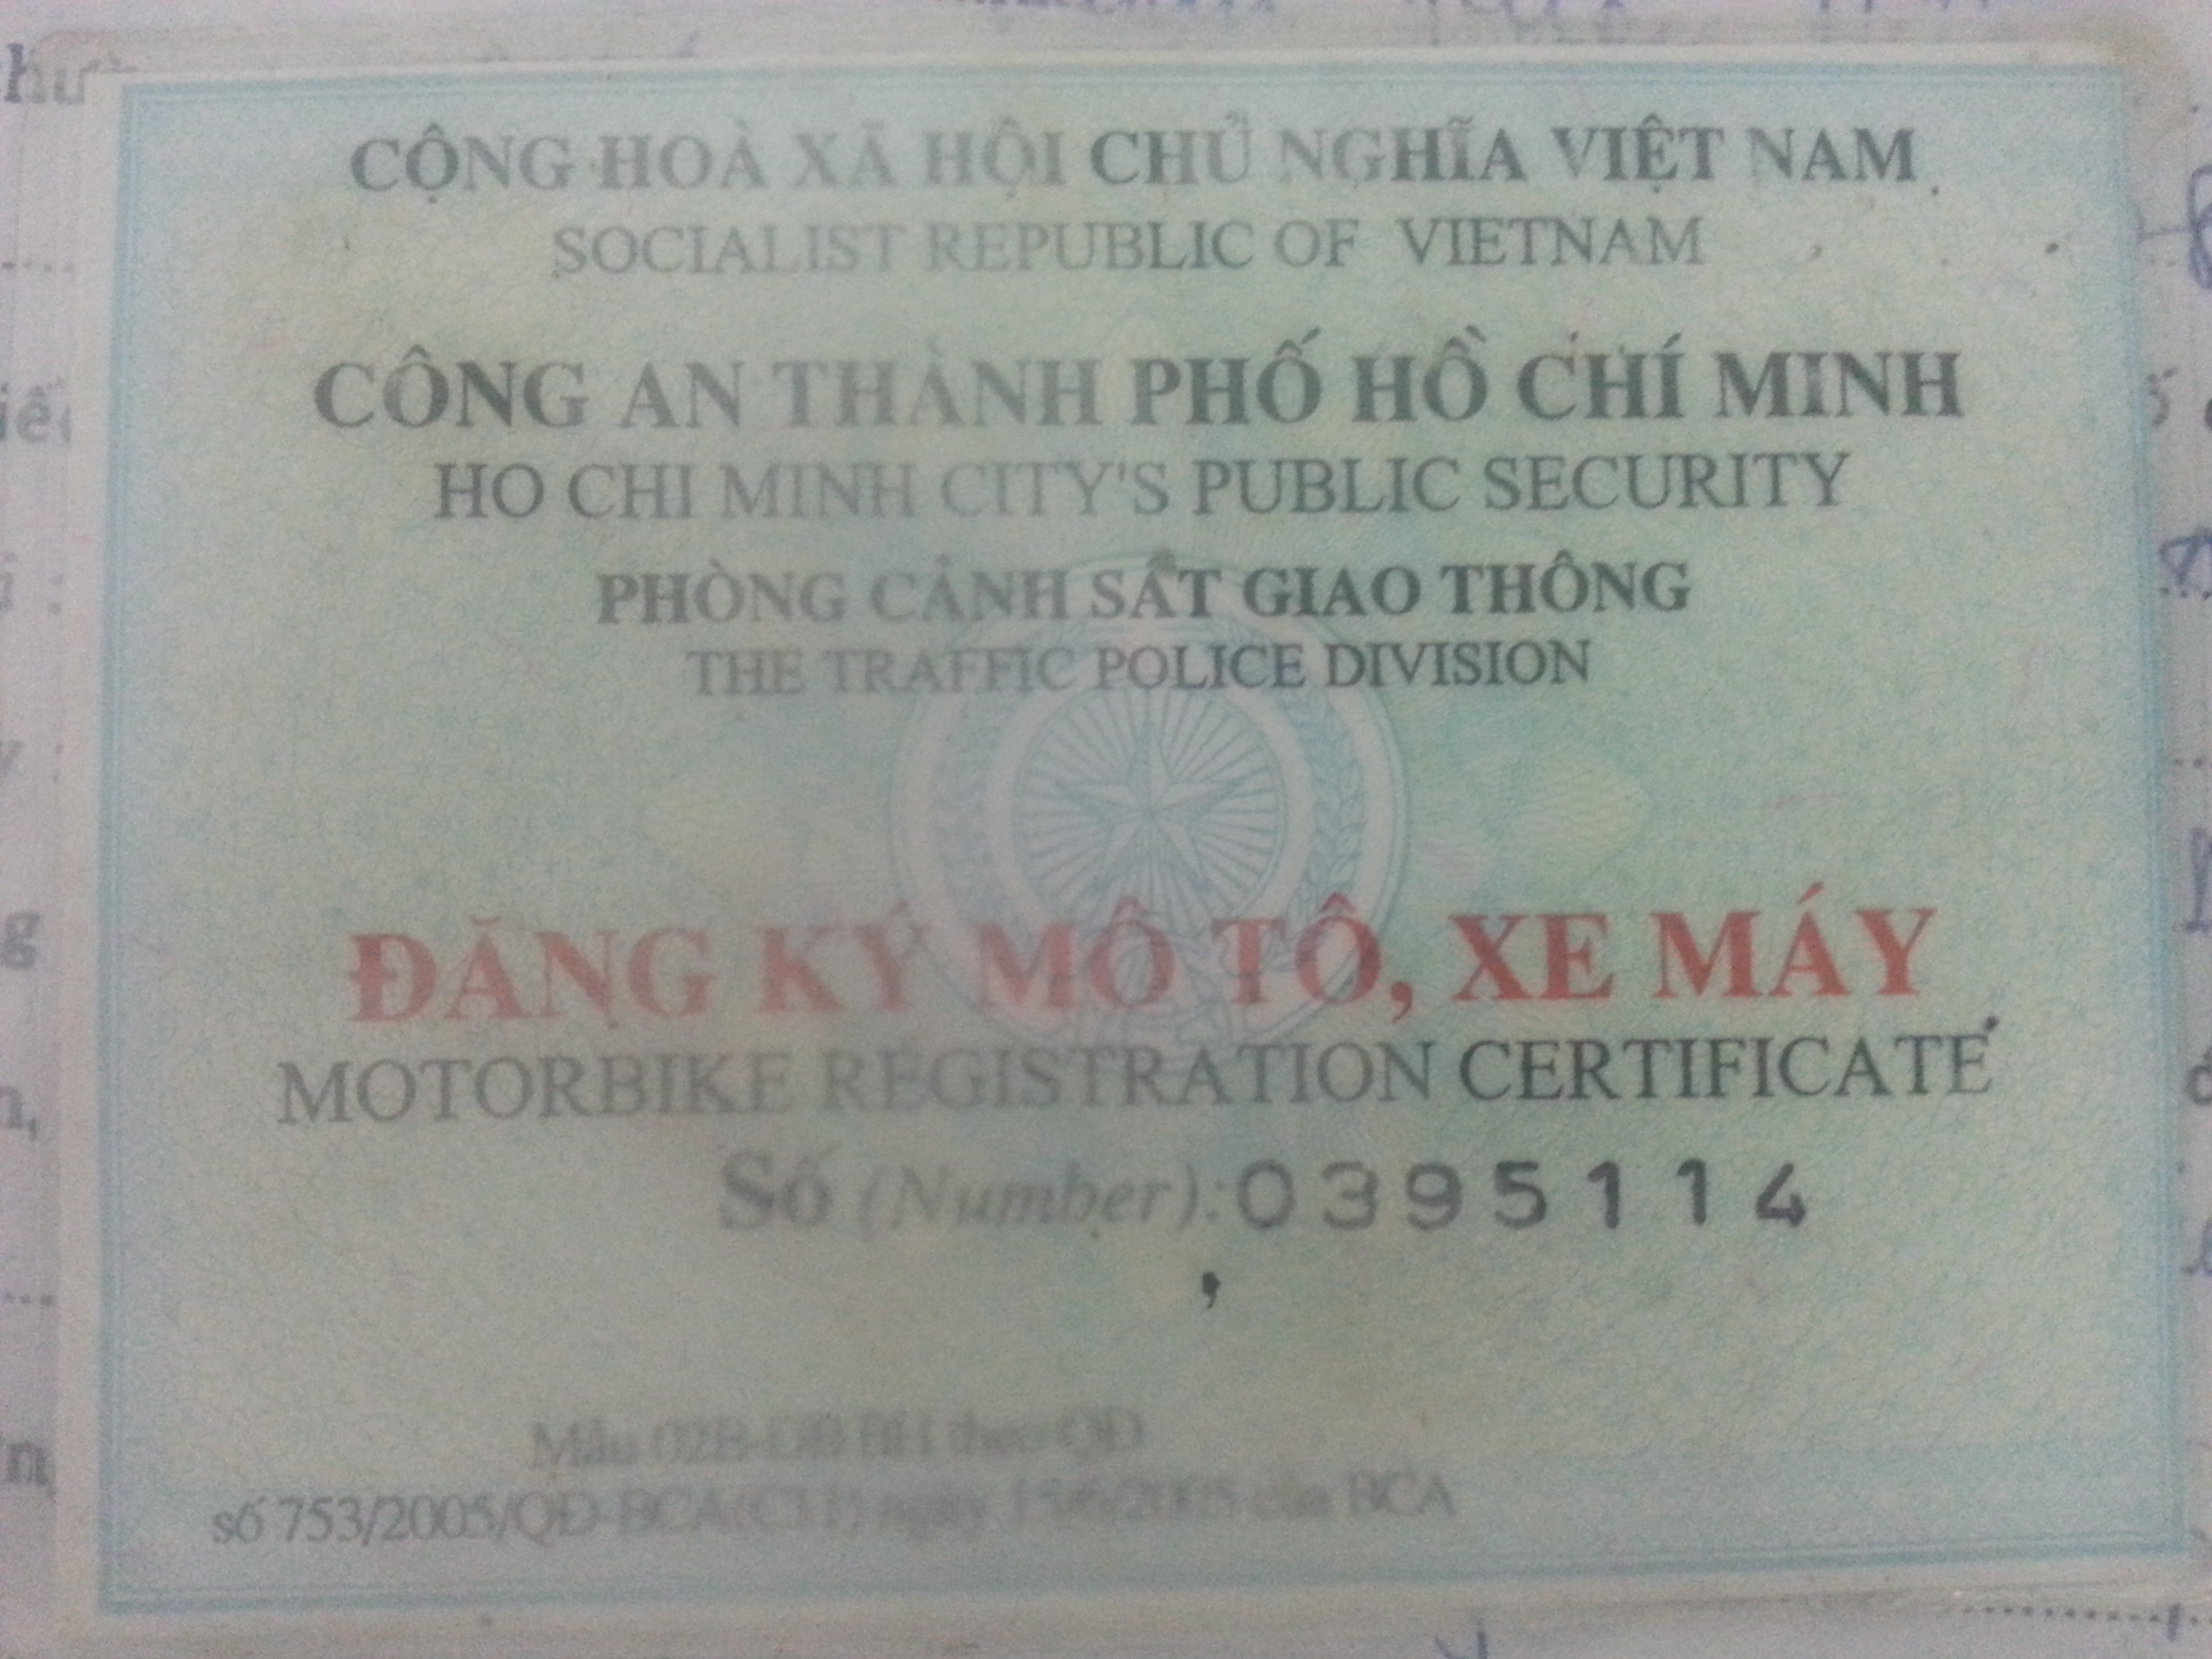 CỘNG HOÀ XÃ HỘI CHỦ NGHĨA VIỆT NAM
SOCIALIST REPUBLIC OF VIETNAM
CÔNG AN THÀNH PHỐ HỒ CHÍ MINH
HO CHI MINH CITY'S PUBLIC SECURITY
PHÒNG CẢNH SÁT GIAO THÔNG
THE TRAFFIC POLICE DIVISION
ĐĂNG KÝ MÔ TÔ, XE MÁY
MOTORBIKE REGISTRATION CERTIFICATE
Số (Number): 0395114
Mẫu 02B-ĐB BH theo QĐ
số 753/2005/QĐ-BCA(C11) ngày của BCA